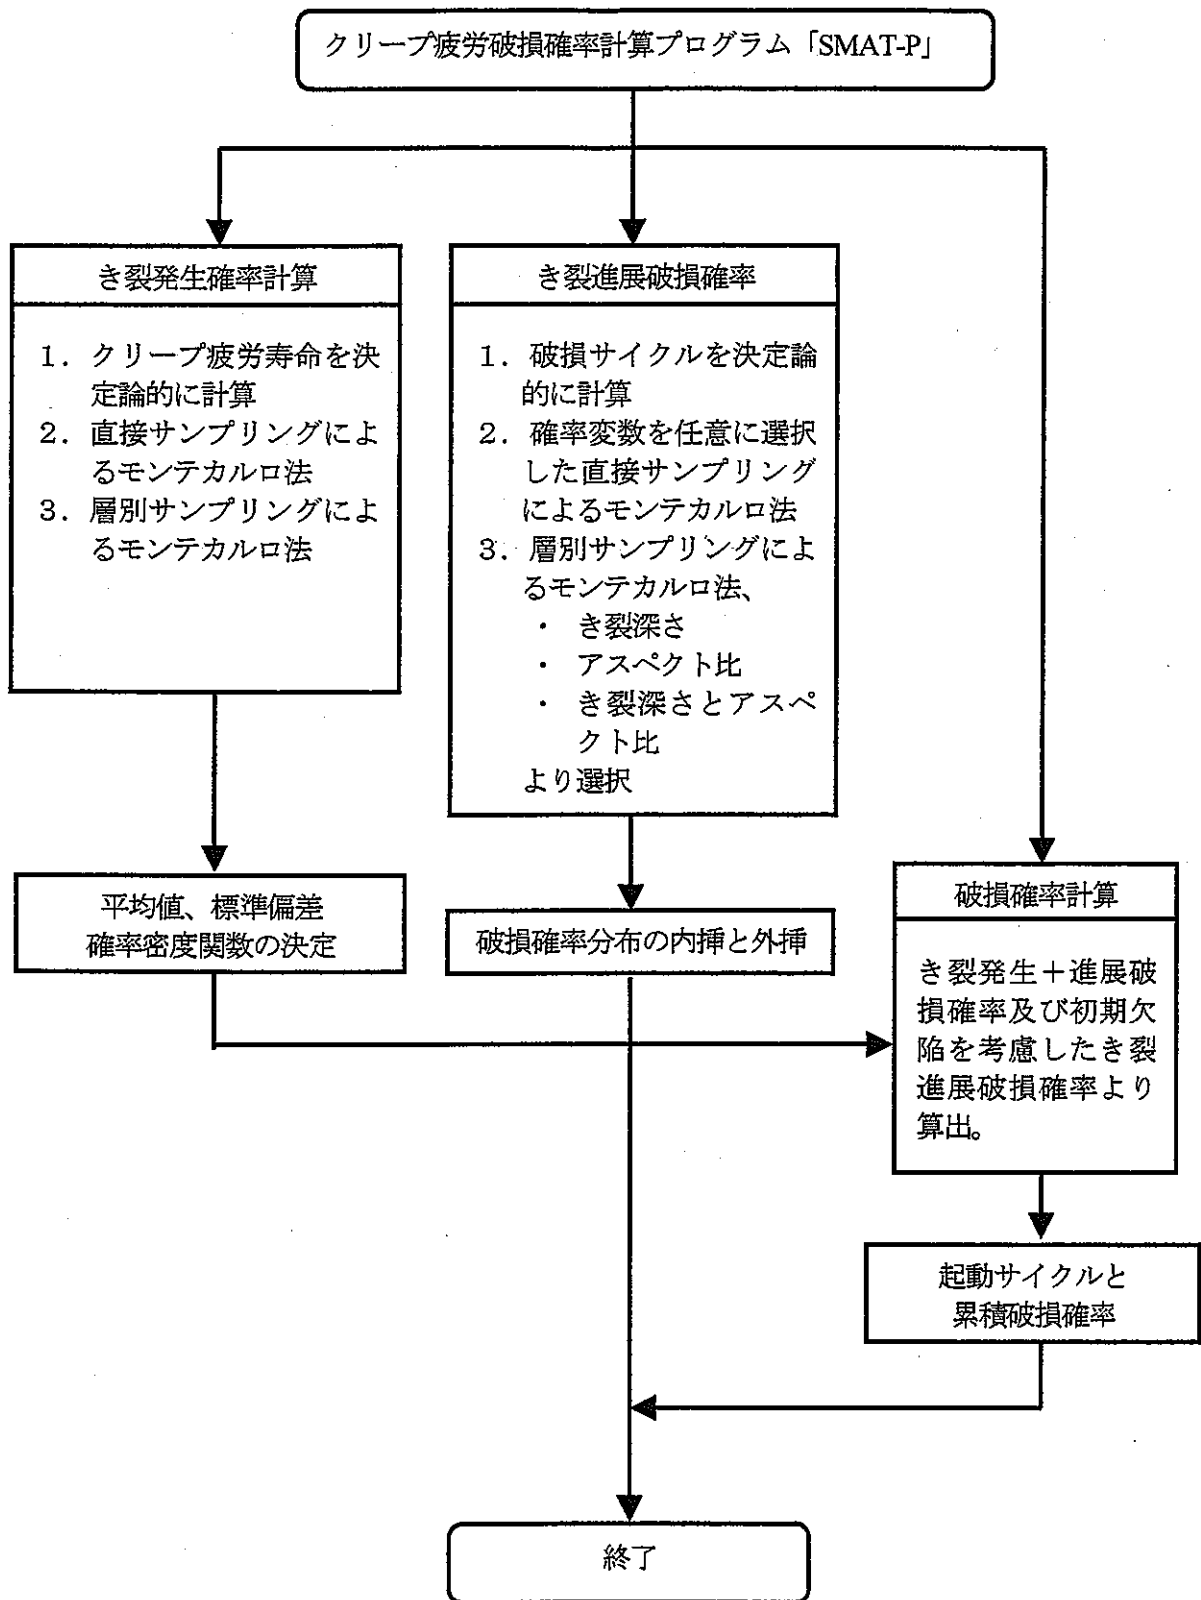 クリープ疲労破損確率計算プログラム「SMAT-P」
き裂発生確率計算
1. クリープ疲労寿命を決
定論的に計算
2. 直接サンプリングによ
るモンテカルロ法
3. 層別サンプリングによ
るモンテカルロ法
き裂進展破損確率
1. 破損サイクルを決定論
的に計算
2. 確率変数を任意に選択
した直接サンプリング
によるモンテカルロ法
3. 層別サンプリングによ
るモンテカルロ法、
・ き裂深さ
・ アスペクト比
・ き裂深さとアスペ
クト比
より選択
平均値、標準偏差
確率密度関数の決定
破損確率分布の内挿と外挿
破損確率計算
き裂発生+進展破
損確率及び初期欠
陥を考慮したき裂
進展破損確率より
算出。
起動サイクルと
累積破損確率
終了